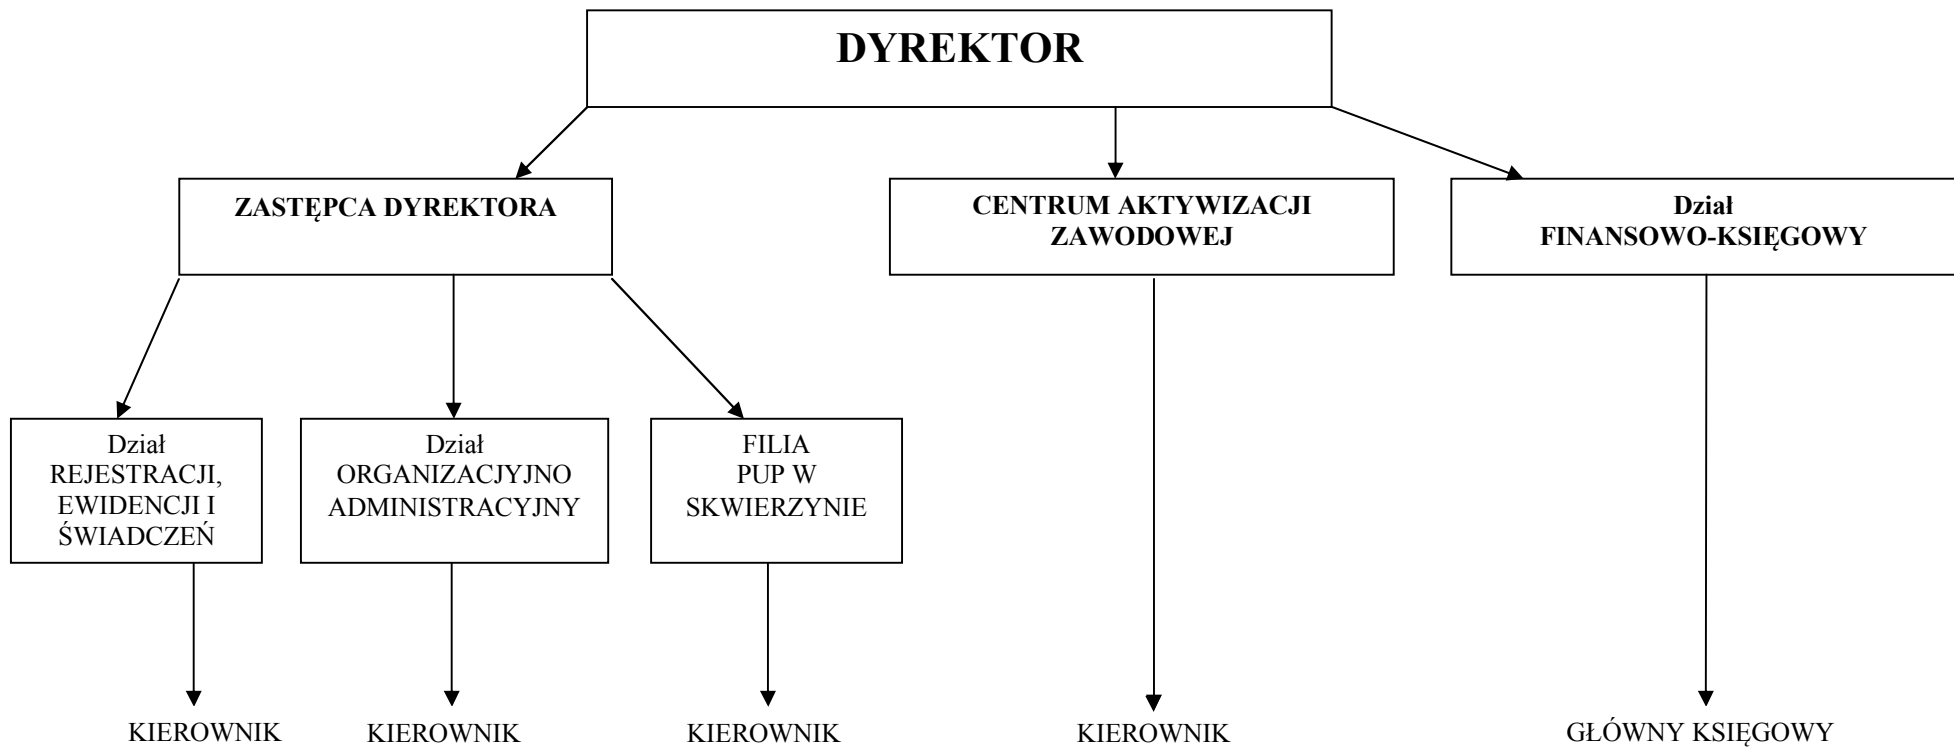 DYREKTOR
ZASTĘPCA DYREKTORA
CENTRUM AKTYWIZACJI
ZAWODOWEJ
Dział
FINANSOWO-KSIĘGOWY
Dział
REJESTRACJI,
EWIDENCJI I
ŚWIADCZEŃ
Dział
ORGANIZACJYJNO
ADMINISTRACYJNY
FILIA
PUP W
SKWIERZYNIE
KIEROWNIK
KIEROWNIK
KIEROWNIK
KIEROWNIK
GŁÓWNY KSIĘGOWY